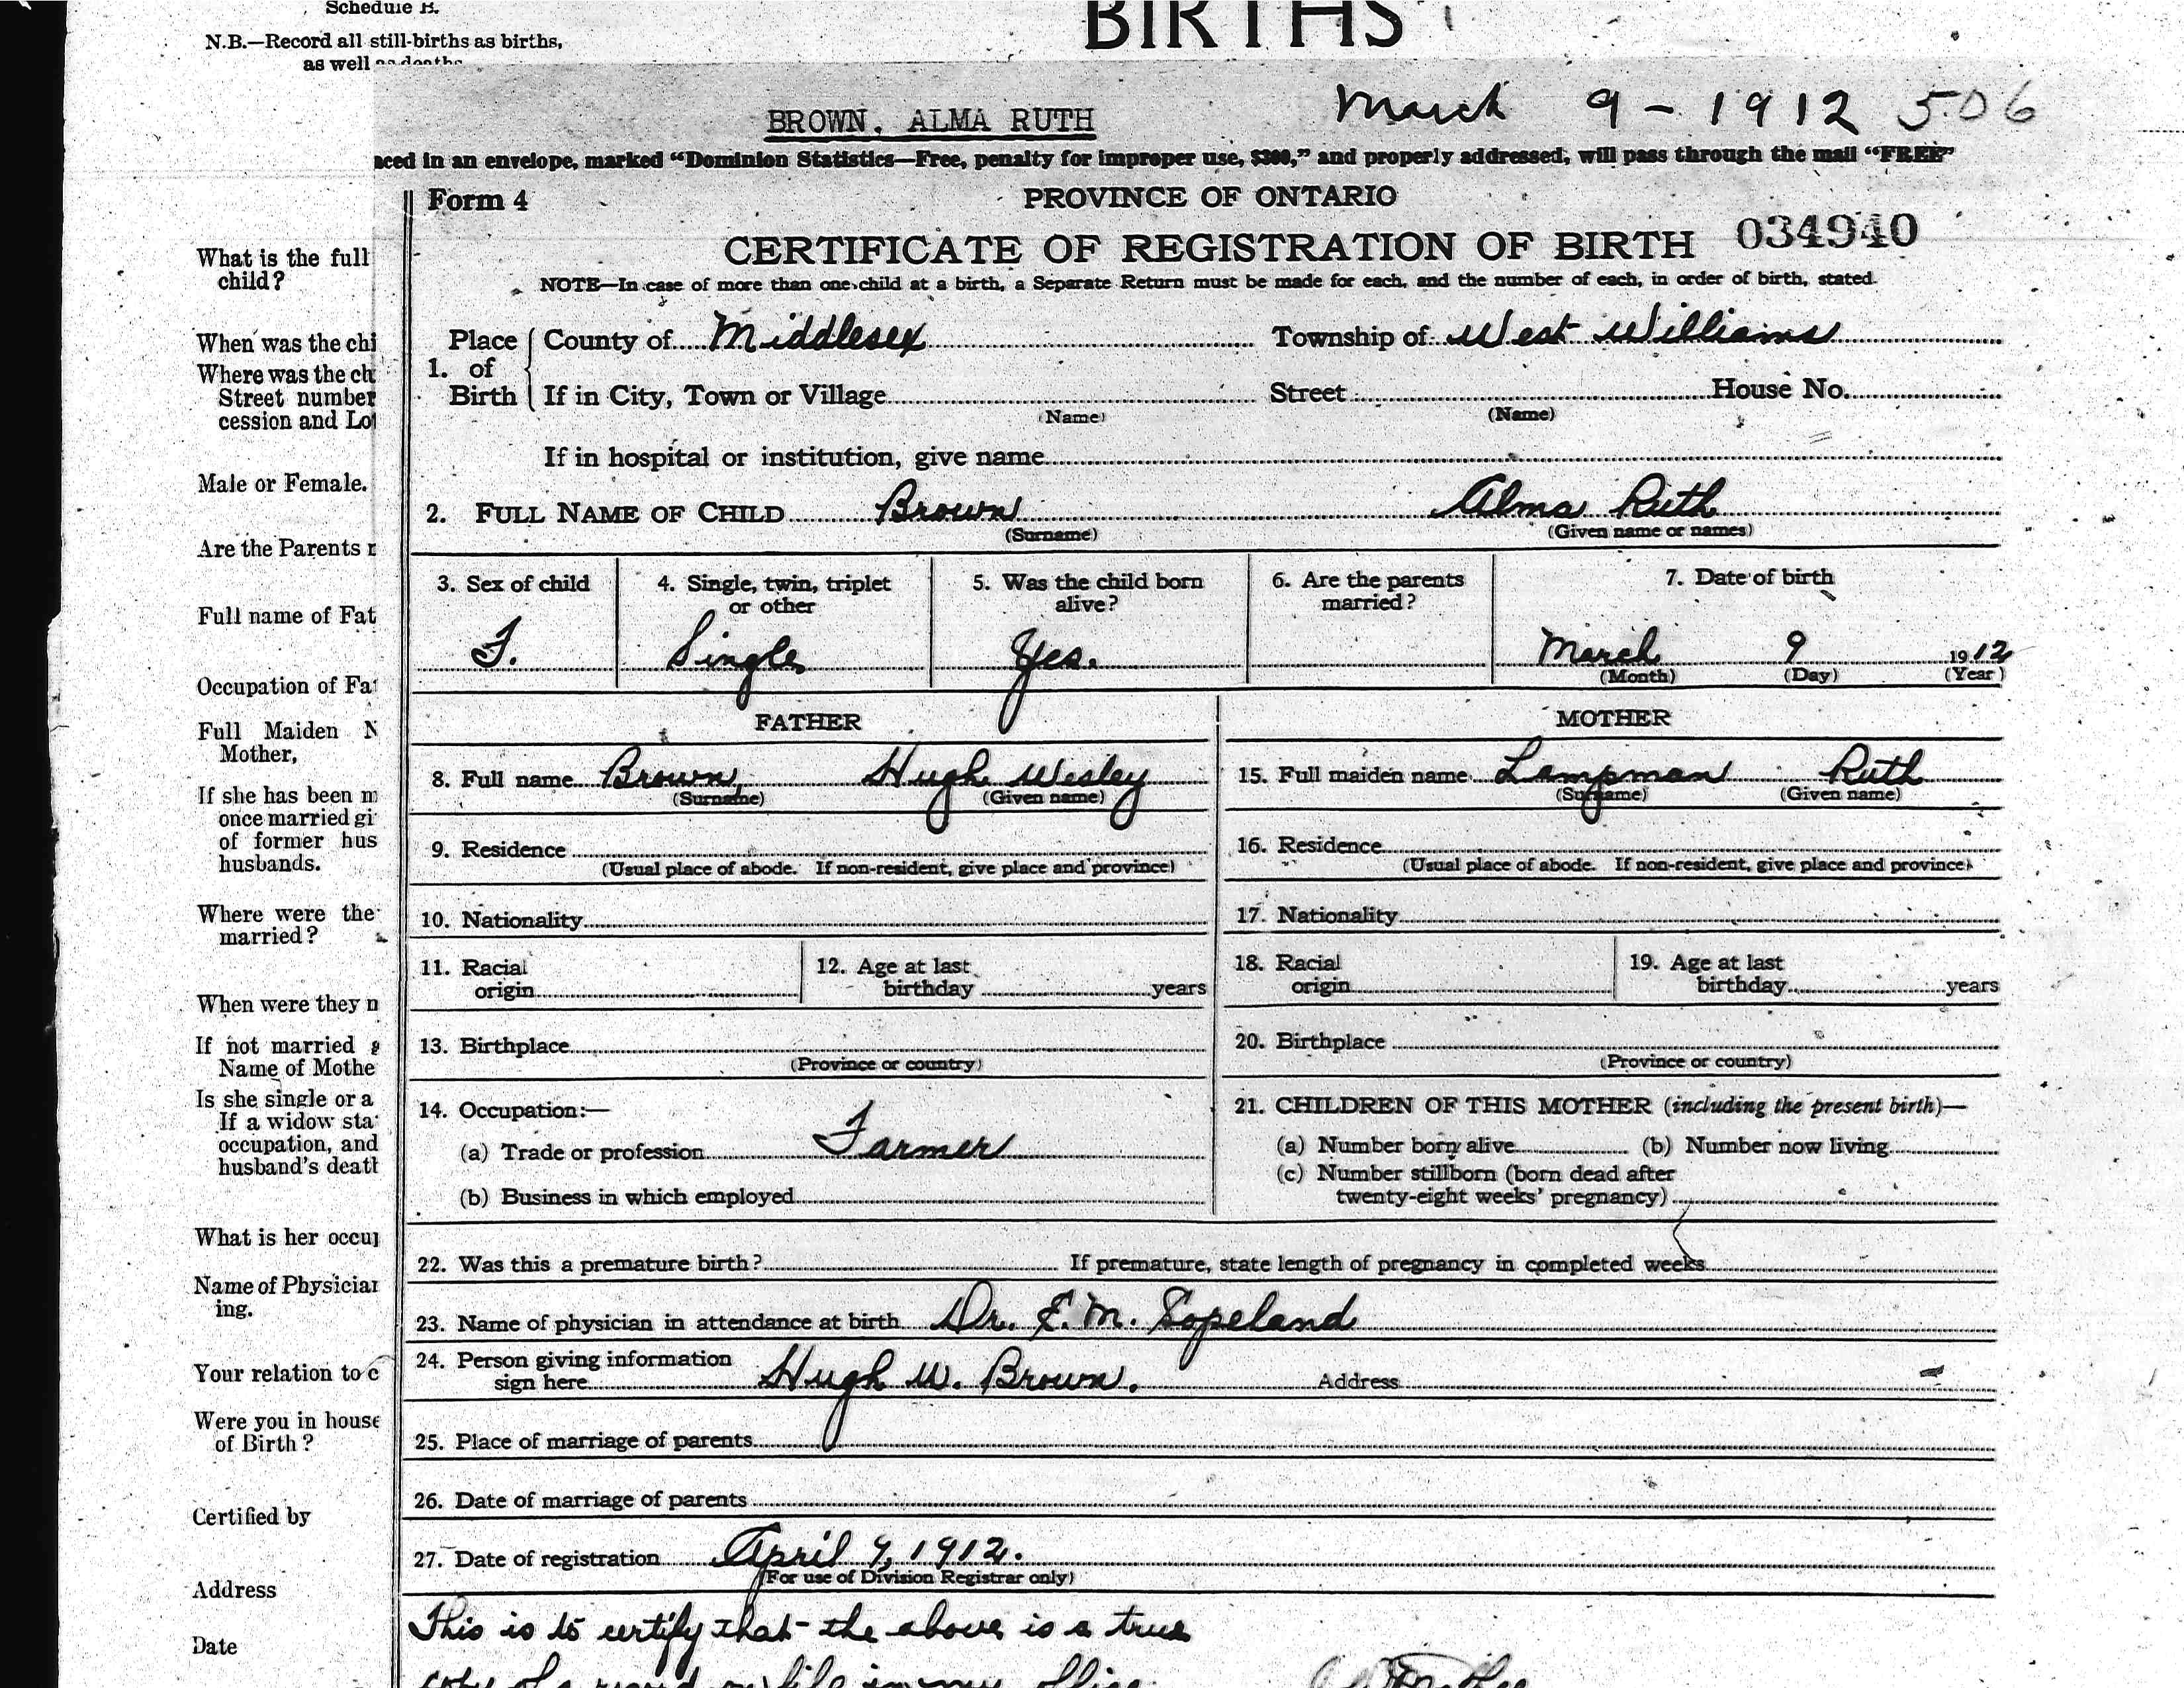 Schedule B.
BIRTHS
N.B.—Record all still-births as births,
as well as deaths
March 9 - 1912 506
BROWN, ALMA RUTH
aced in an envelope, marked “Dominion Statistics—Free, penalty for improper use, $300,” and properly addressed, will pass through the mail “FREE”
Form 4
PROVINCE OF ONTARIO
CERTIFICATE OF REGISTRATION OF BIRTH 034940
NOTE—In case of more than one child at a birth, a Separate Return must be made for each, and the number of each, in order of birth, stated.
What is the full
child?
When was the chi
Where was the ch
Street number
cession and Lot
Male or Female.
Are the Parents r
Full name of Fat
Occupation of Fat
Full Maiden N
Mother,
If she has been m
once married gi
of former hus
husbands.
Where were the
married?
When were they n
If not married
Name of Mothe
Is she single or a
If a widow sta
occupation, and
husband's deatl
What is her occup
Name of Physician
ing.
Your relation to c
Were you in house
of Birth?
Certified by
Address
Date
1. Place of Birth
County of Middlesex Township of West Williams
If in City, Town or Village Street House No.
(Name) (Name)
If in hospital or institution, give name
2. FULL NAME OF CHILD Brown Alma Ruth
(Surname) (Given name or names)
3. Sex of child
F.
4. Single, twin, triplet
or other
Single
5. Was the child born
alive?
Yes.
6. Are the parents
married?
7. Date of birth
March 9 1912
(Month) (Day) (Year)
FATHER
8. Full name Brown, Hugh Wesley
(Surname) (Given name)
9. Residence
(Usual place of abode. If non-resident, give place and province)
10. Nationality
11. Racial
origin
12. Age at last
birthday years
13. Birthplace
(Province or country)
14. Occupation:—
(a) Trade or profession Farmer
(b) Business in which employed
MOTHER
15. Full maiden name Lampman Ruth
(Surname) (Given name)
16. Residence
(Usual place of abode. If non-resident, give place and province)
17. Nationality
18. Racial
origin
19. Age at last
birthday years
20. Birthplace
(Province or country)
21. CHILDREN OF THIS MOTHER (including the present birth)—
(a) Number born alive (b) Number now living
(c) Number stillborn (born dead after
twenty-eight weeks' pregnancy)
22. Was this a premature birth? If premature, state length of pregnancy in completed weeks
23. Name of physician in attendance at birth Dr. E. M. Copeland
24. Person giving information
sign here Hugh W. Brown. Address
25. Place of marriage of parents
26. Date of marriage of parents
27. Date of registration April 9, 1912.
(For use of Division Registrar only)
This is to certify that the above is a true
copy of a record on file in my office